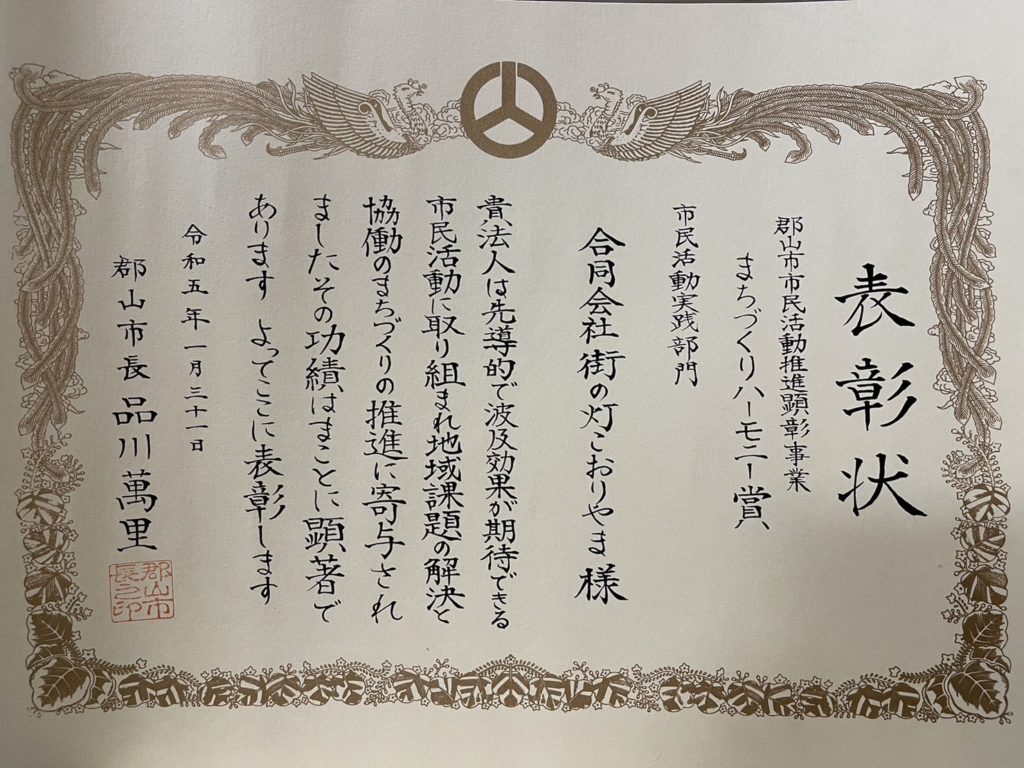 表彰状
郡山市市民活動推進顕彰事業
まちづくりハーモニー賞
市民活動実践部門
合同会社街の灯こおりやま様
貴法人は先導的で波及効果が期待できる
市民活動に取り組まれ地域課題の解決と
協働のまちづくりの推進に寄与され
ましたその功績はまことに顕著で
あります よってここに表彰します
令和五年一月三十一日
郡山市長 品川萬里
郡山市
長之印